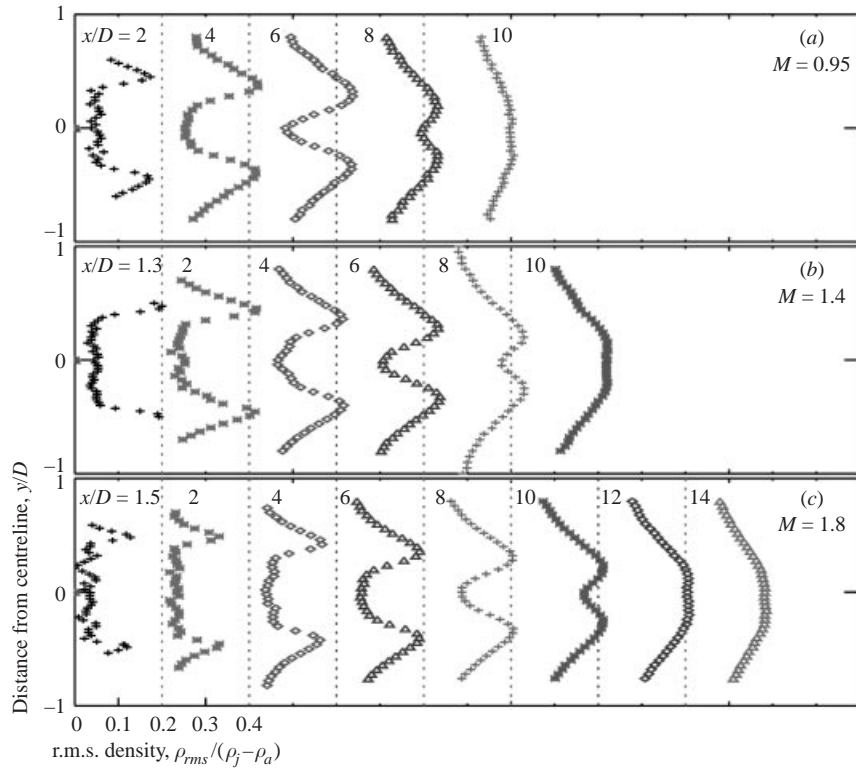 1
x/D = 2 4 6 8 10 (a)
M = 0.95
0
–1
1
x/D = 1.3 2 4 6 8 10 (b)
M = 1.4
0
–1
1
x/D = 1.5 2 4 6 8 10 12 14 (c)
M = 1.8
0
–1
Distance from centreline, y/D
0 0.1 0.2 0.3 0.4
r.m.s. density, ρrms/(ρj–ρa)